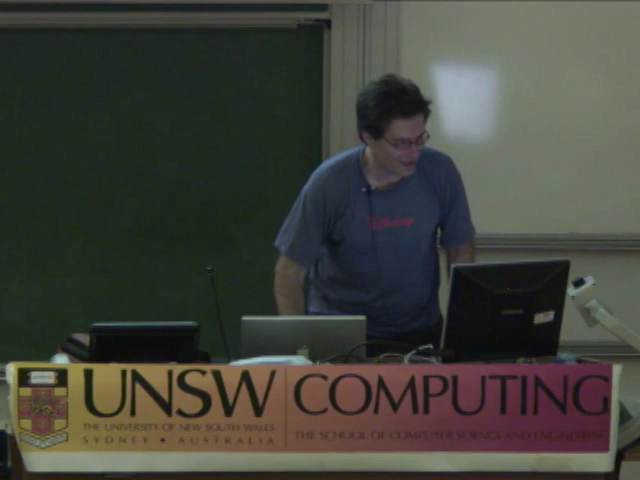 UNSW COMPUTING
THE UNIVERSITY OF NEW SOUTH WALES
SYDNEY • AUSTRALIA
THE SCHOOL OF COMPUTER SCIENCE AND ENGINEERING